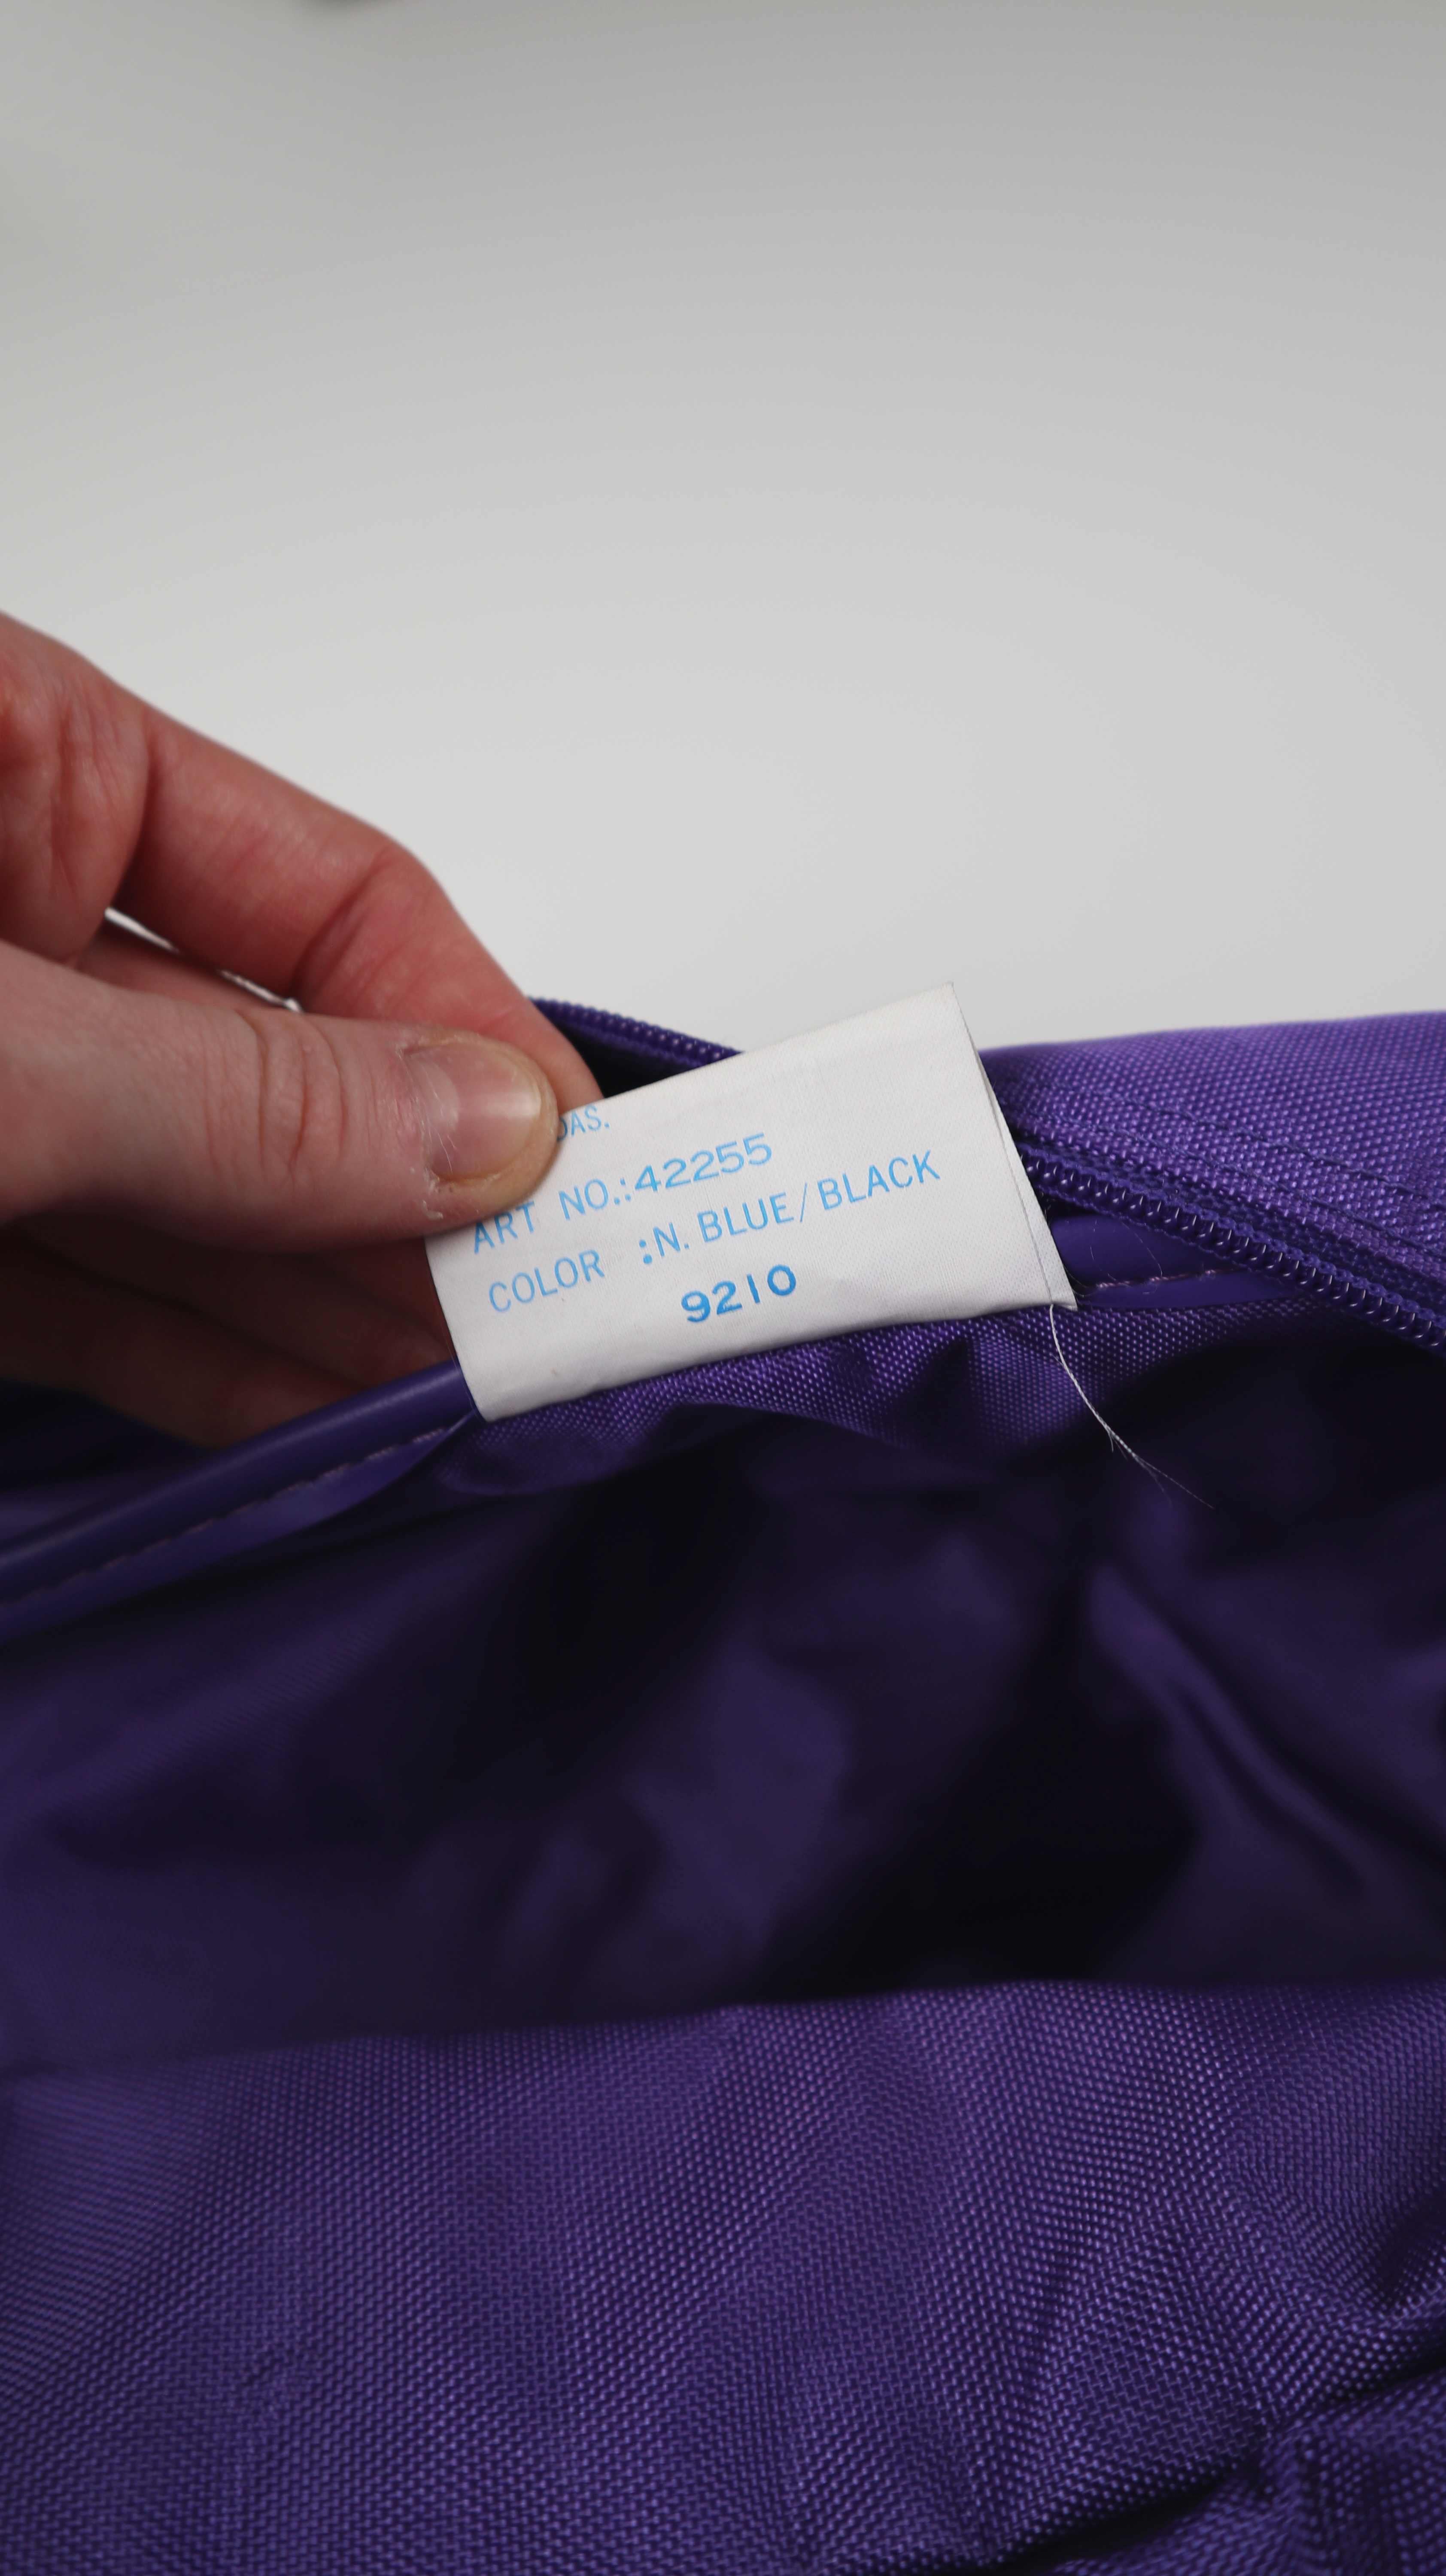 DAS.
ART NO.:42255
COLOR :N. BLUE/BLACK
9210